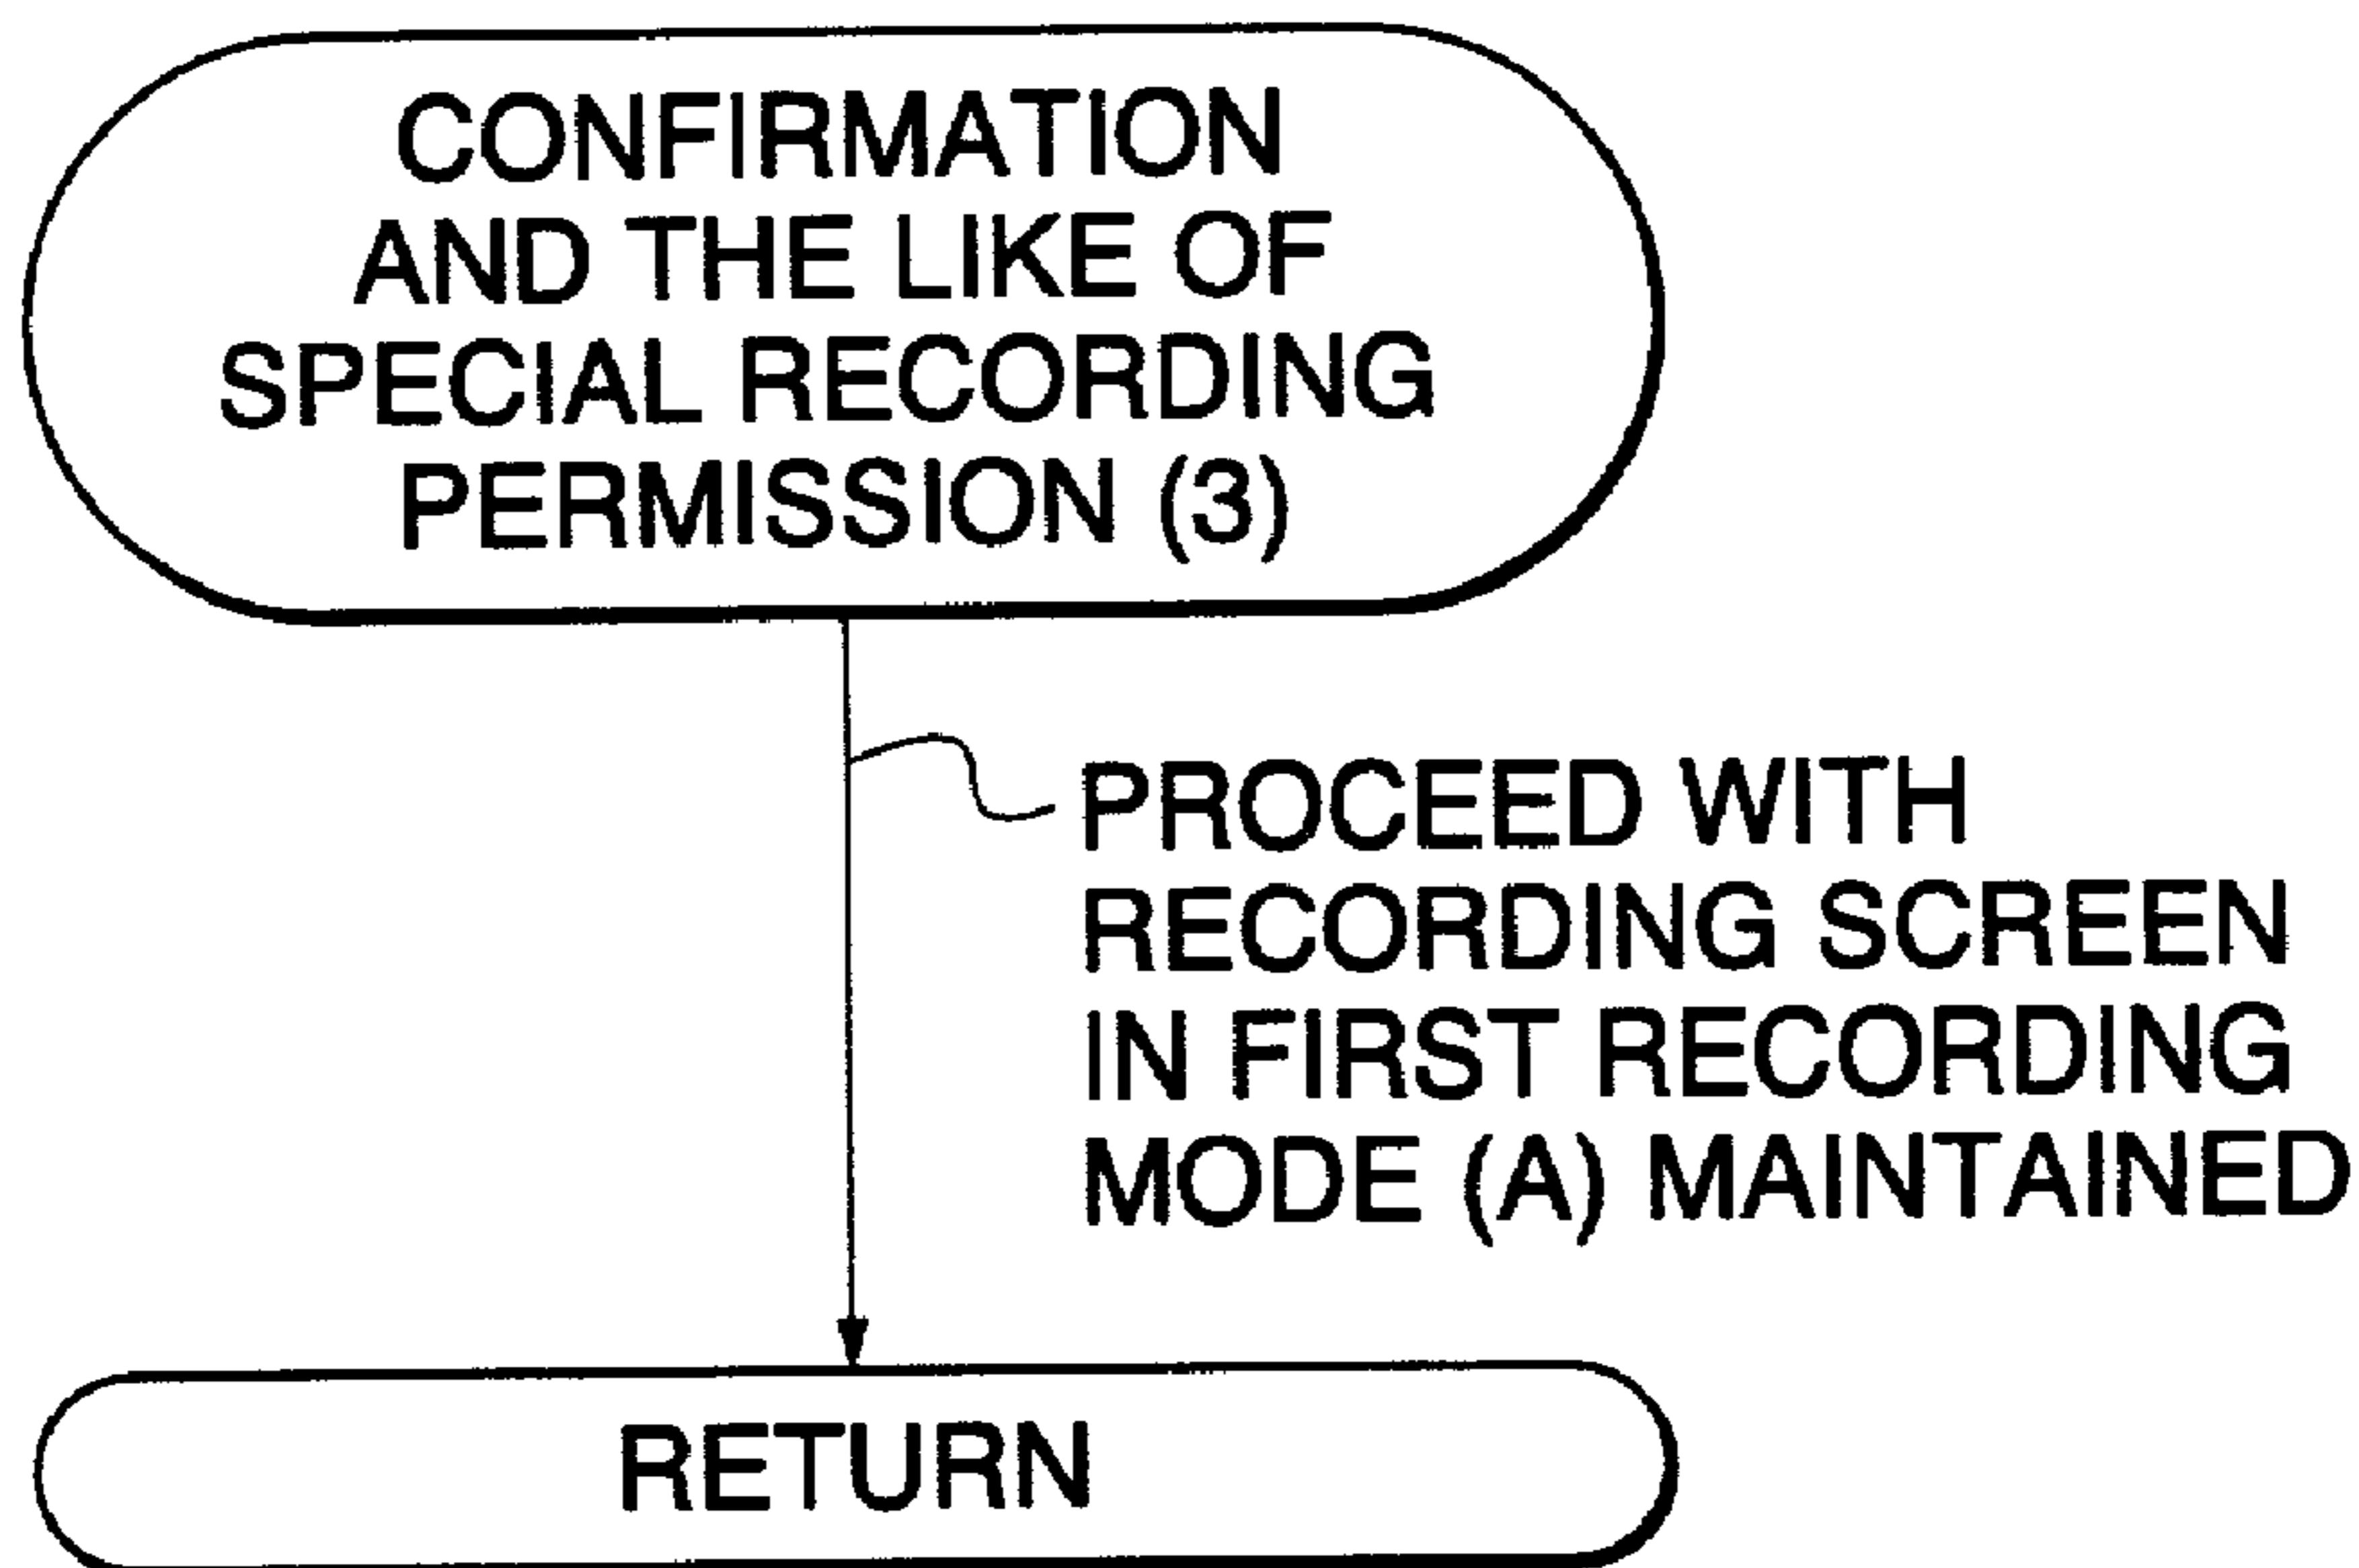 CONFIRMATION
AND THE LIKE OF
SPECIAL RECORDING
PERMISSION (3)
PROCEED WITH
RECORDING SCREEN
IN FIRST RECORDING
MODE (A) MAINTAINED
RETURN